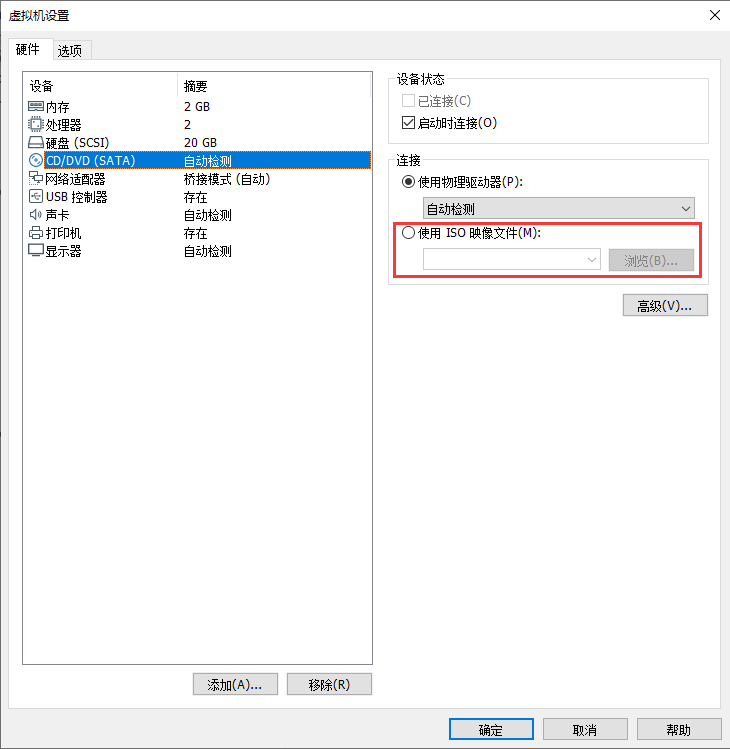 虚拟机设置
硬件 选项
设备 摘要
内存 2 GB
处理器 2
硬盘 (SCSI) 20 GB
CD/DVD (SATA) 自动检测
网络适配器 桥接模式 (自动)
USB 控制器 存在
声卡 自动检测
打印机 存在
显示器 自动检测
添加(A)... 移除(R)
设备状态
已连接(C)
启动时连接(O)
连接
使用物理驱动器(P):
自动检测
使用 ISO 映像文件(M):
浏览(B)...
高级(V)...
确定 取消 帮助